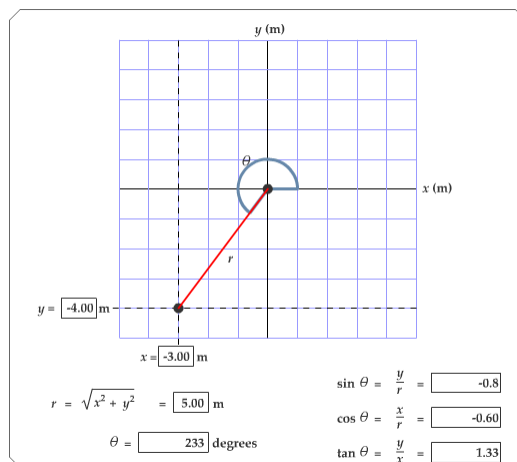 y (m)
θ
x (m)
r
y = -4.00 m
x = -3.00 m
r = √x² + y² = 5.00 m
θ = 233 degrees
sin θ = y/r = -0.8
cos θ = x/r = -0.60
tan θ = y/x = 1.33